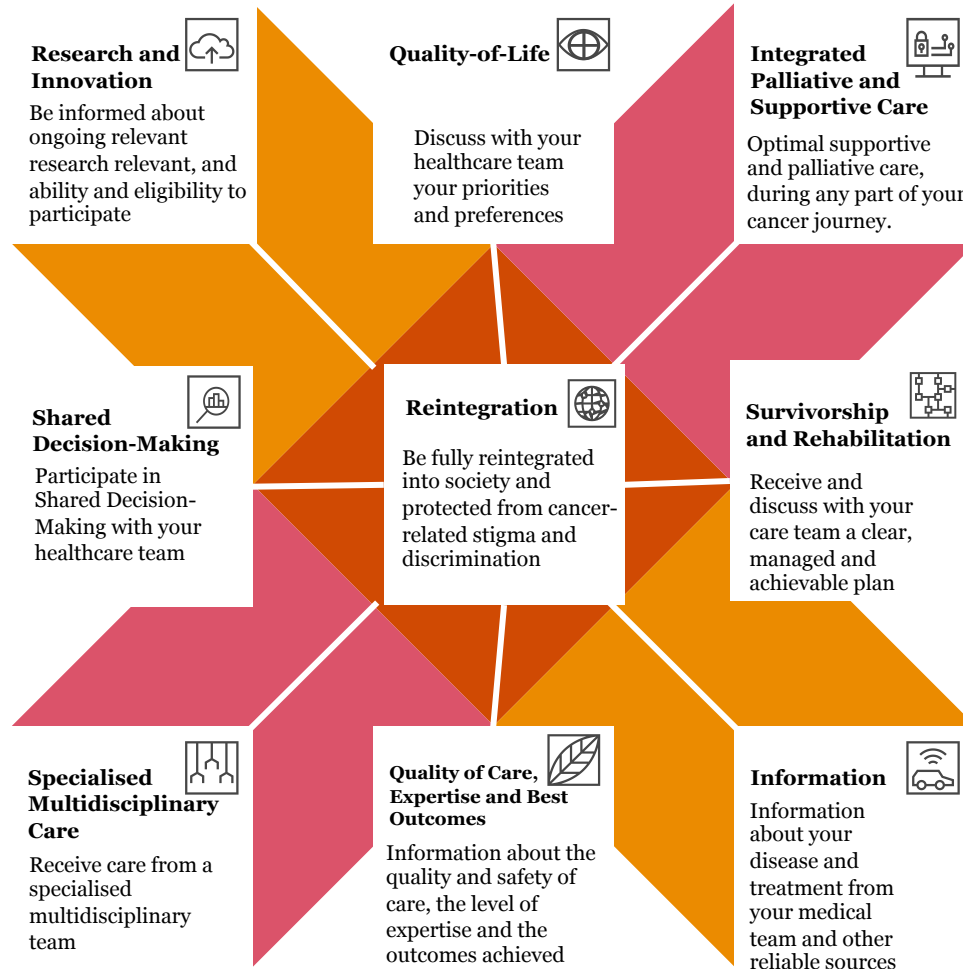 Research and
Innovation
Be informed about
ongoing relevant
research relevant, and
ability and eligibility to
participate
Quality-of-Life
Discuss with your
healthcare team
your priorities
and preferences
Integrated
Palliative and
Supportive Care
Optimal supportive
and palliative care,
during any part of your
cancer journey.
Shared
Decision-Making
Participate in
Shared Decision-
Making with your
healthcare team
Reintegration
Be fully reintegrated
into society and
protected from cancer-
related stigma and
discrimination
Survivorship
and Rehabilitation
Receive and
discuss with your
care team a clear,
managed and
achievable plan
Specialised
Multidisciplinary
Care
Receive care from a
specialised
multidisciplinary
team
Quality of Care,
Expertise and Best
Outcomes
Information about the
quality and safety of
care, the level of
expertise and the
outcomes achieved
Information
Information
about your
disease and
treatment from
your medical
team and other
reliable sources